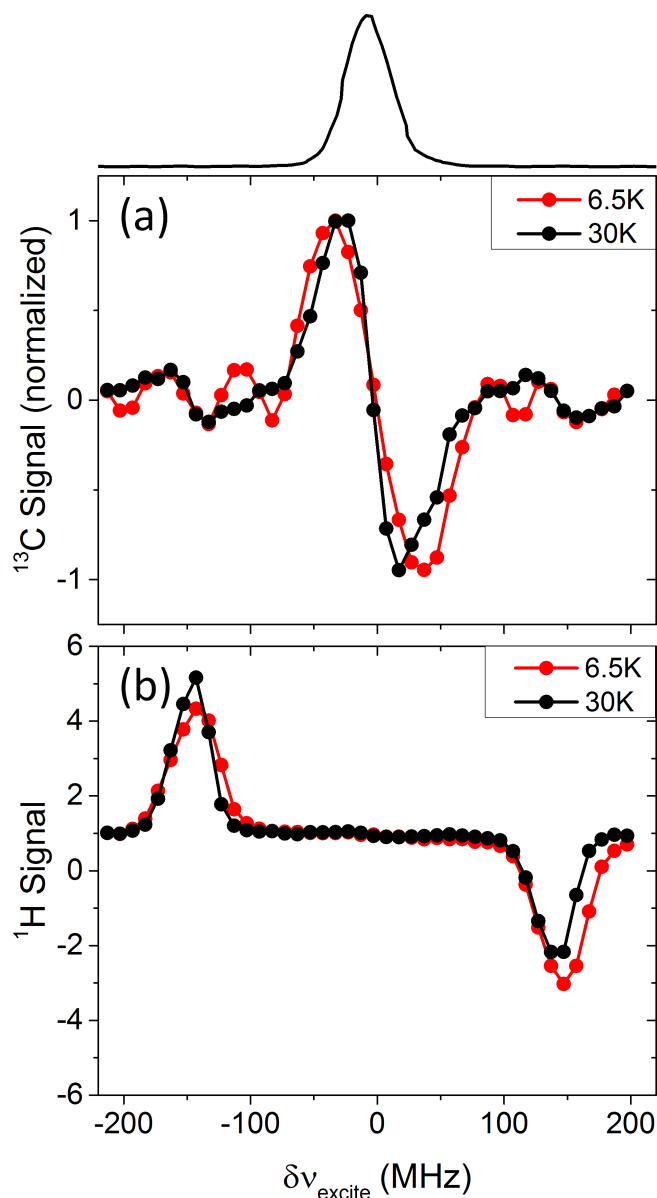 (a)
6.5K
30K
1
0
-1
¹³C Signal (normalized)
(b)
6.5K
30K
6
4
2
0
-2
-4
-6
¹H Signal
-200 -100 0 100 200
δν_excite (MHz)